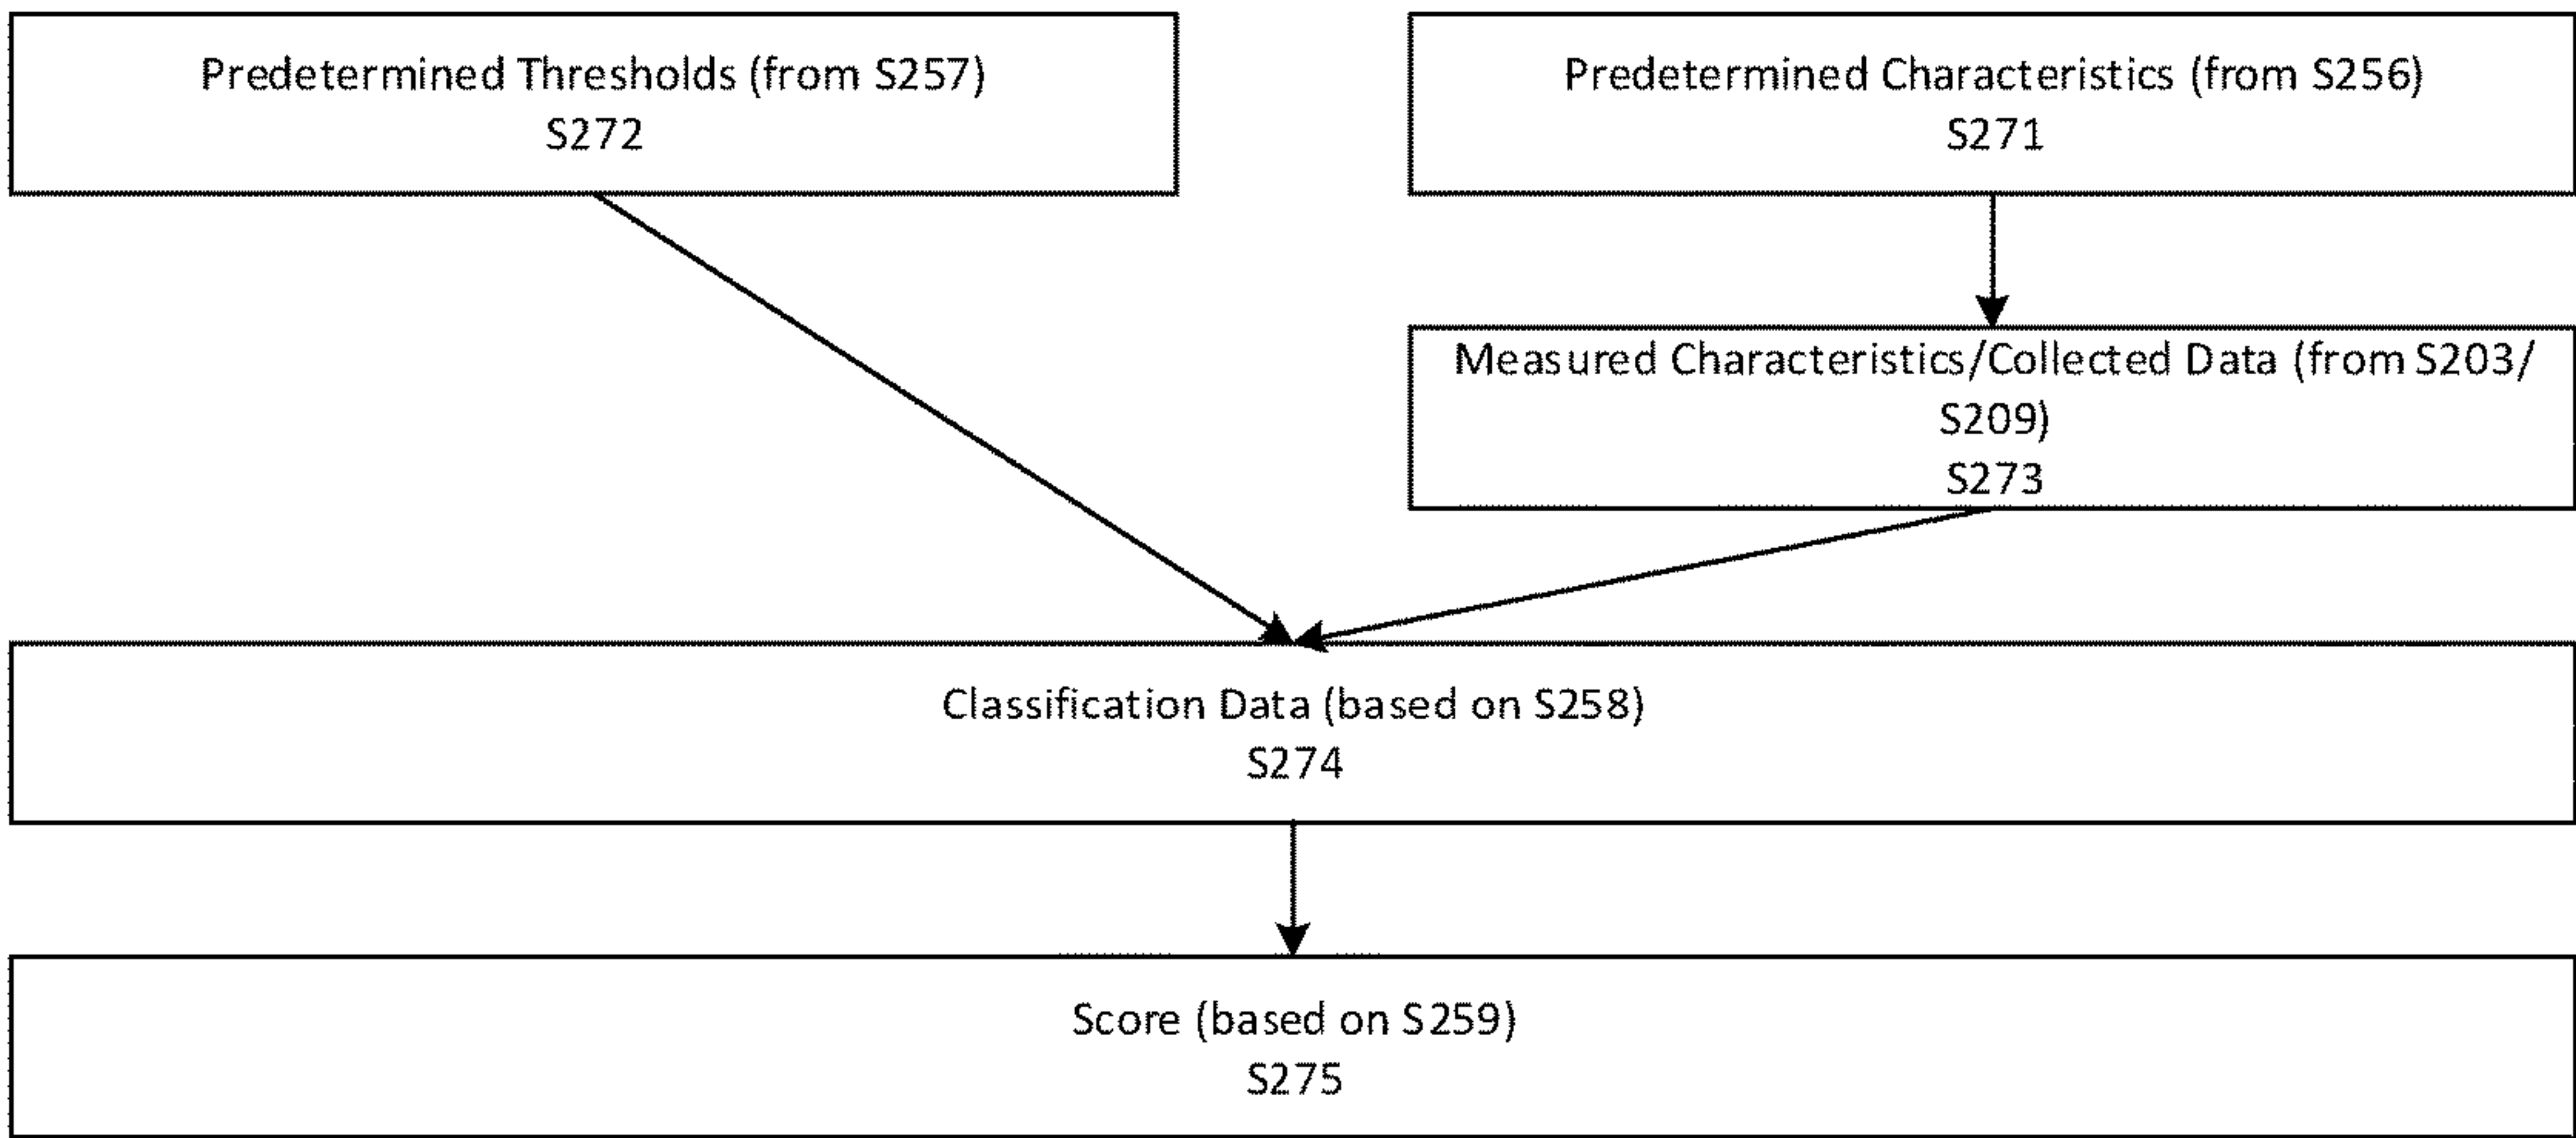 Predetermined Thresholds (from S257)
S272
Predetermined Characteristics (from S256)
S271
Measured Characteristics/Collected Data (from S203/
S209)
S273
Classification Data (based on S258)
S274
Score (based on S259)
S275